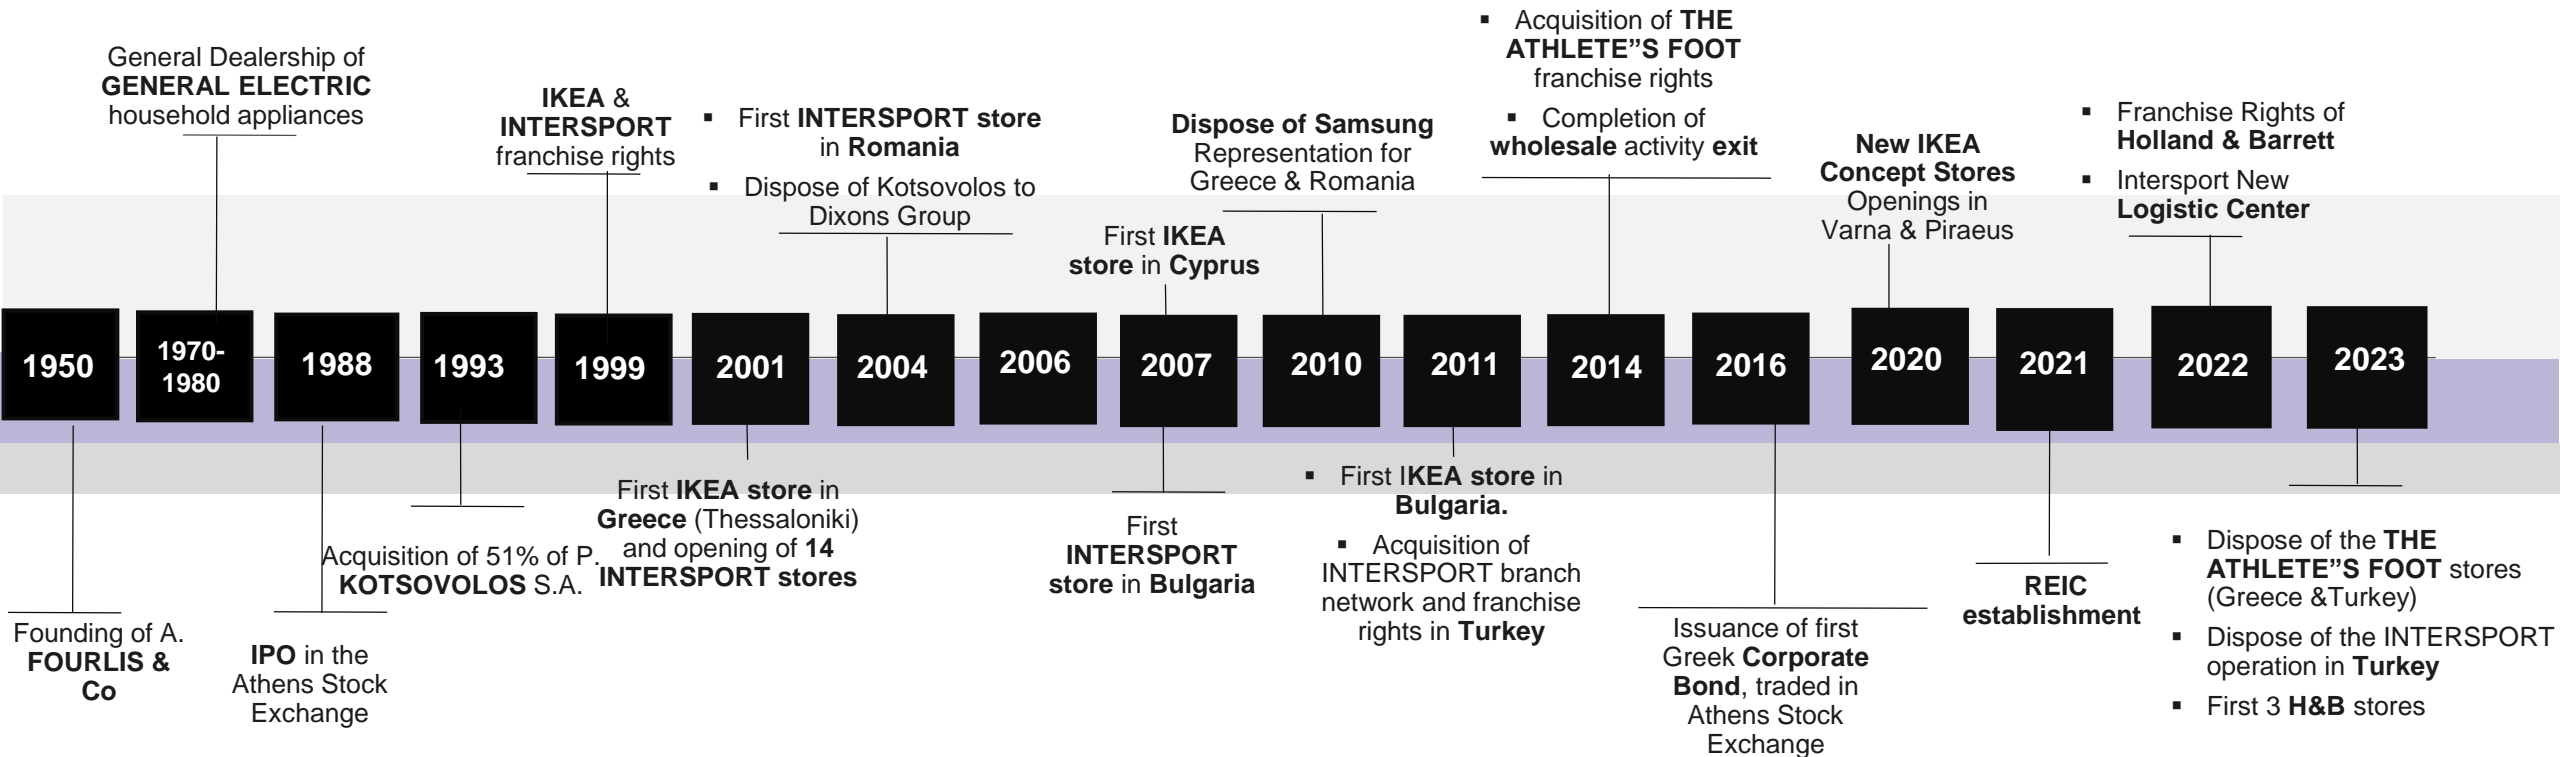 General Dealership of
GENERAL ELECTRIC
household appliances
IKEA &
INTERSPORT
franchise rights
▪ First INTERSPORT store
in Romania
▪ Dispose of Kotsovolos to
Dixons Group
First IKEA
store in Cyprus
Dispose of Samsung
Representation for
Greece & Romania
▪ Acquisition of THE
ATHLETE”S FOOT
franchise rights
▪ Completion of
wholesale activity exit
New IKEA
Concept Stores
Openings in
Varna & Piraeus
▪ Franchise Rights of
Holland & Barrett
▪ Intersport New
Logistic Center
1950
1970-
1980
1988
1993
1999
2001
2004
2006
2007
2010
2011
2014
2016
2020
2021
2022
2023
Founding of A.
FOURLIS &
Co
IPO in the
Athens Stock
Exchange
Acquisition of 51% of P.
KOTSOVOLOS S.A.
First IKEA store in
Greece (Thessaloniki)
and opening of 14
INTERSPORT stores
First
INTERSPORT
store in Bulgaria
▪ First IKEA store in
Bulgaria.
▪ Acquisition of
INTERSPORT branch
network and franchise
rights in Turkey
Issuance of first
Greek Corporate
Bond, traded in
Athens Stock
Exchange
REIC
establishment
▪ Dispose of the THE
ATHLETE”S FOOT stores
(Greece &Turkey)
▪ Dispose of the INTERSPORT
operation in Turkey
▪ First 3 H&B stores